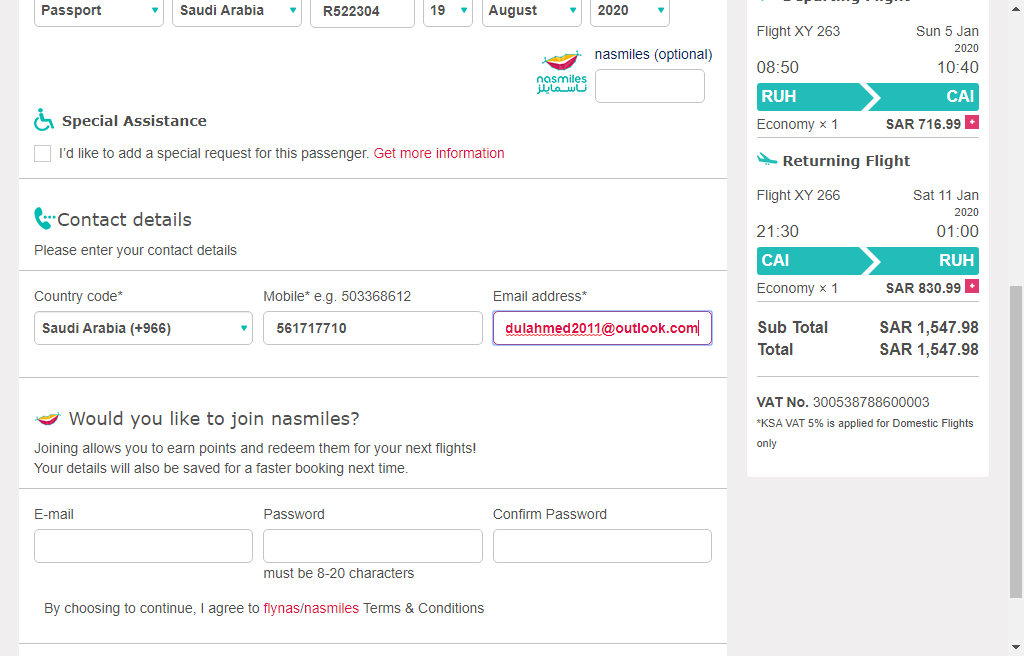 Passport Saudi Arabia R522304 19 August 2020
nasmiles (optional)
nasmiles
ناسمايلز
Special Assistance
I'd like to add a special request for this passenger. Get more information
Contact details
Please enter your contact details
Country code* Mobile* e.g. 503368612 Email address*
Saudi Arabia (+966) 561717710 dulahmed2011@outlook.com
Would you like to join nasmiles?
Joining allows you to earn points and redeem them for your next flights!
Your details will also be saved for a faster booking next time.
E-mail Password Confirm Password
must be 8-20 characters
By choosing to continue, I agree to flynas/nasmiles Terms & Conditions
Departing Flight
Flight XY 263 Sun 5 Jan
2020
08:50 10:40
RUH CAI
Economy × 1 SAR 716.99 +
Returning Flight
Flight XY 266 Sat 11 Jan
2020
21:30 01:00
CAI RUH
Economy × 1 SAR 830.99 +
Sub Total SAR 1,547.98
Total SAR 1,547.98
VAT No. 300538788600003
*KSA VAT 5% is applied for Domestic Flights
only